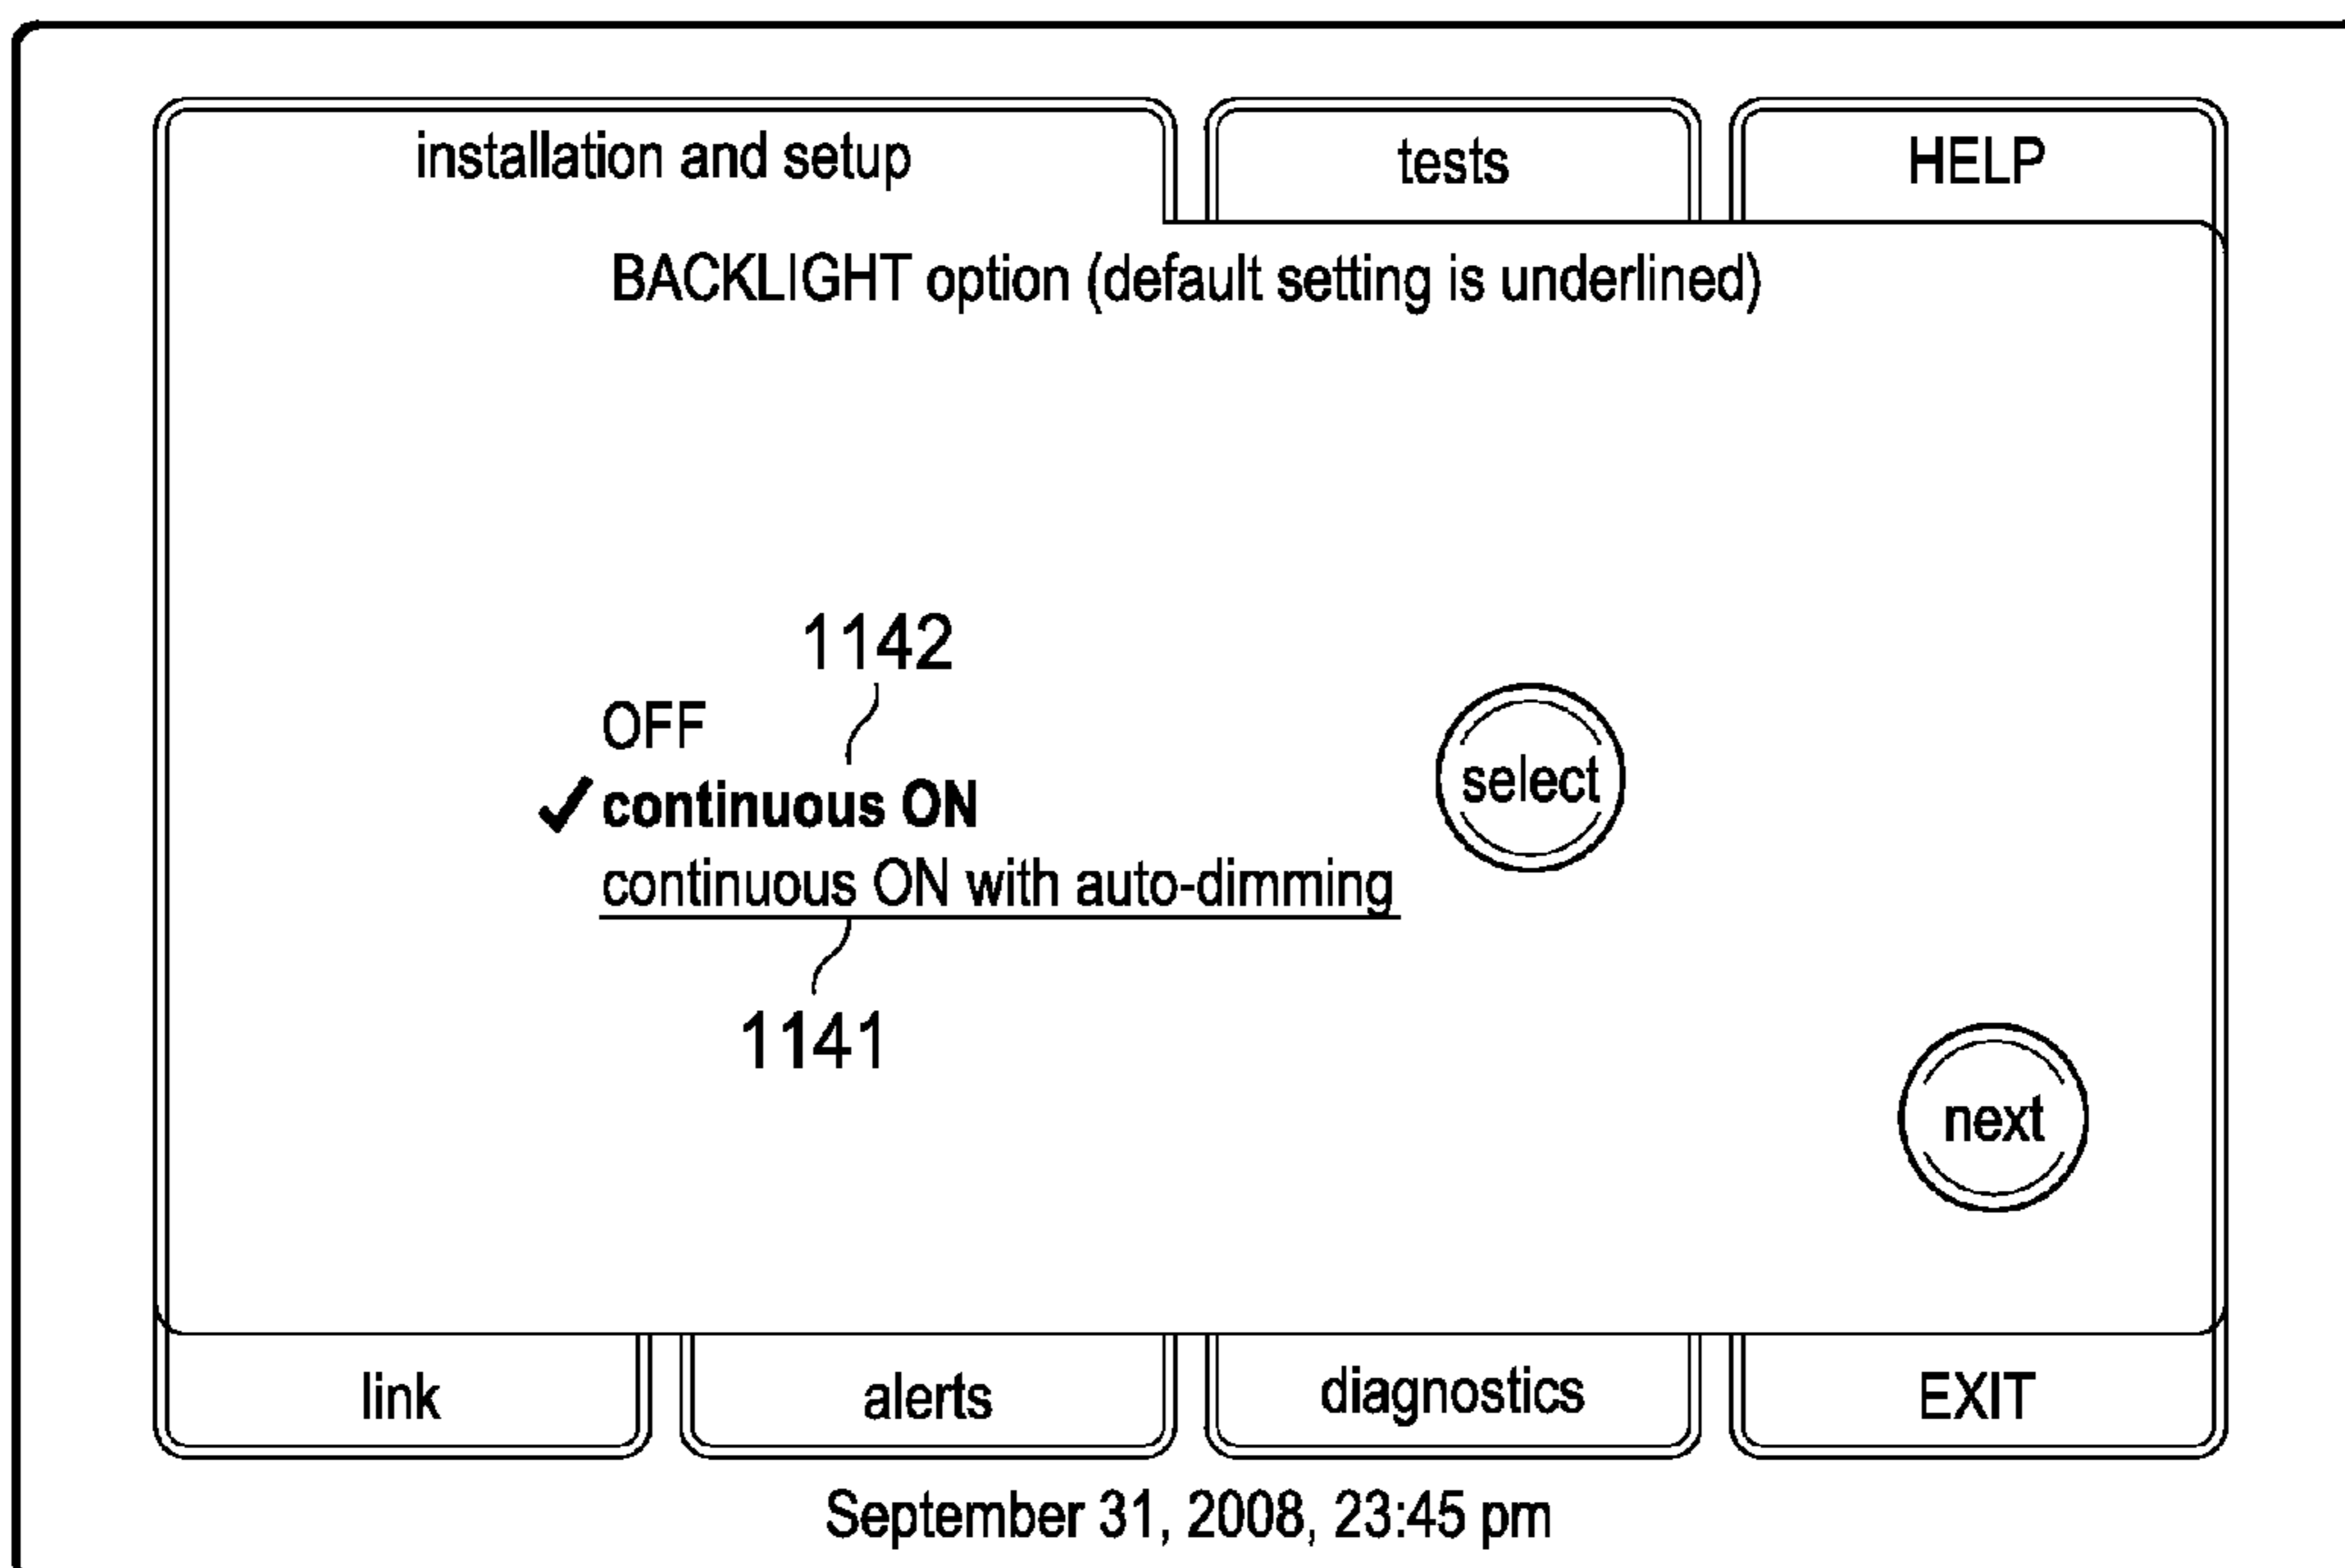 installation and setup
tests
HELP
BACKLIGHT option (default setting is underlined)
1142
OFF
✓ continuous ON
continuous ON with auto-dimming
1141
select
next
link
alerts
diagnostics
EXIT
September 31, 2008, 23:45 pm